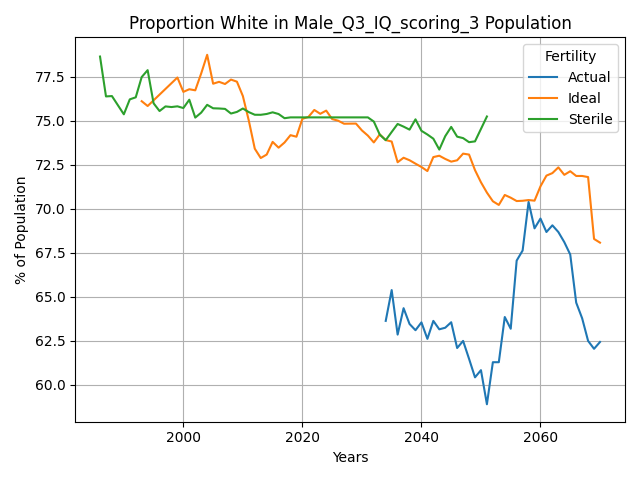 Proportion White in Male_Q3_IQ_scoring_3 Population
Fertility
Actual
Ideal
Sterile
% of Population
77.5
75.0
72.5
70.0
67.5
65.0
62.5
60.0
2000
2020
2040
2060
Years